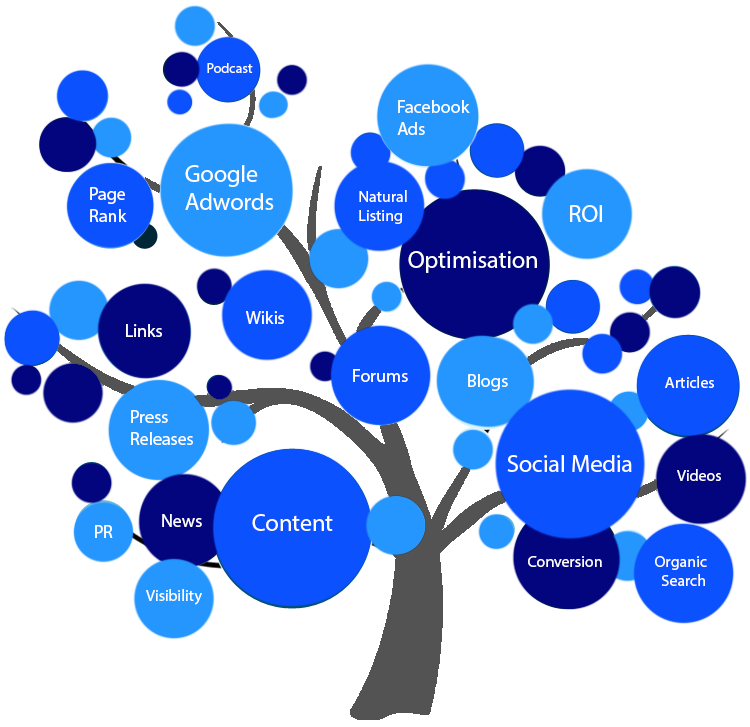 Podcast
Facebook
Ads
Google
Adwords
Page
Rank
Natural
Listing
ROI
Optimisation
Links
Wikis
Forums
Blogs
Articles
Press
Releases
Social Media
Videos
News
Content
PR
Conversion
Organic
Search
Visibility